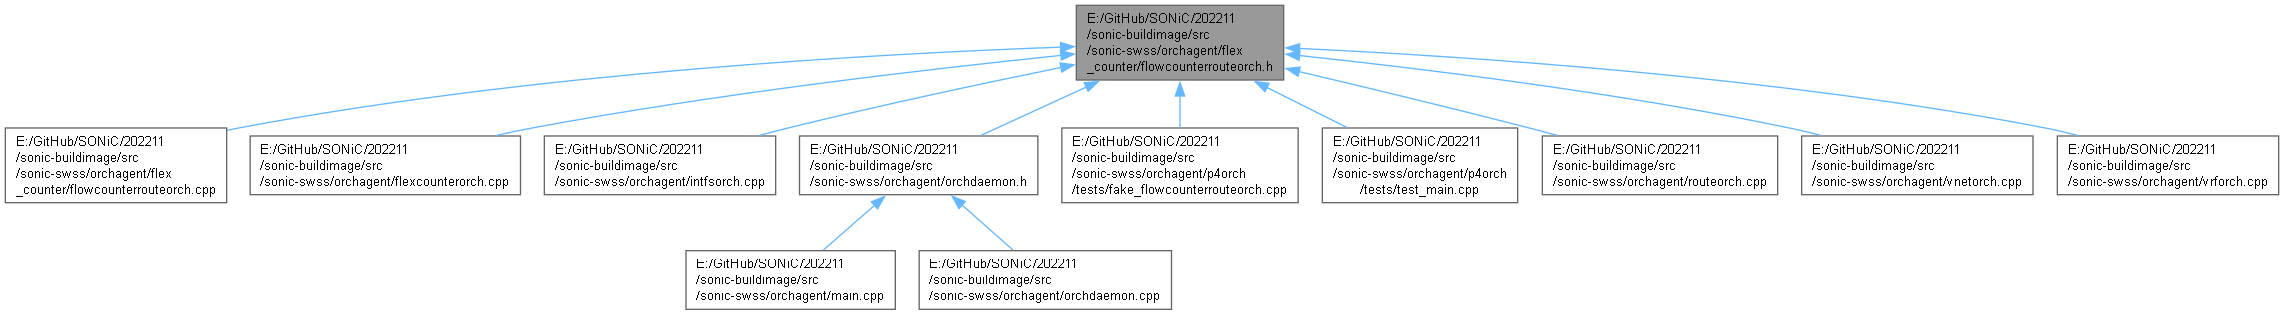 E:/GitHub/SONiC/202211
/sonic-buildimage/src
/sonic-swss/orchagent/flex
_counter/flowcounterrouteorch.h
E:/GitHub/SONiC/202211
/sonic-buildimage/src
/sonic-swss/orchagent/flex
_counter/flowcounterrouteorch.cpp
E:/GitHub/SONiC/202211
/sonic-buildimage/src
/sonic-swss/orchagent/flexcounterorch.cpp
E:/GitHub/SONiC/202211
/sonic-buildimage/src
/sonic-swss/orchagent/intfsorch.cpp
E:/GitHub/SONiC/202211
/sonic-buildimage/src
/sonic-swss/orchagent/orchdaemon.h
E:/GitHub/SONiC/202211
/sonic-buildimage/src
/sonic-swss/orchagent/p4orch
/tests/fake_flowcounterrouteorch.cpp
E:/GitHub/SONiC/202211
/sonic-buildimage/src
/sonic-swss/orchagent/p4orch
/tests/test_main.cpp
E:/GitHub/SONiC/202211
/sonic-buildimage/src
/sonic-swss/orchagent/routeorch.cpp
E:/GitHub/SONiC/202211
/sonic-buildimage/src
/sonic-swss/orchagent/vnetorch.cpp
E:/GitHub/SONiC/202211
/sonic-buildimage/src
/sonic-swss/orchagent/vrforch.cpp
E:/GitHub/SONiC/202211
/sonic-buildimage/src
/sonic-swss/orchagent/main.cpp
E:/GitHub/SONiC/202211
/sonic-buildimage/src
/sonic-swss/orchagent/orchdaemon.cpp